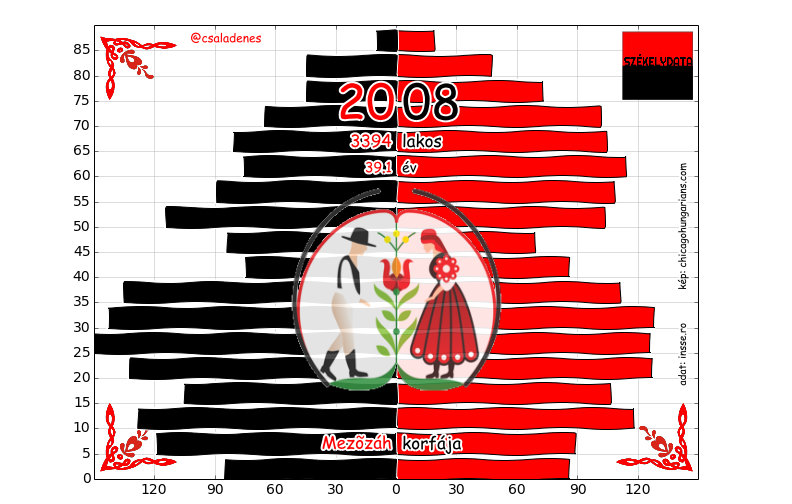 @csaladenes
SZÉKELYDATA
2008
3394 lakos
39.1 év
kép: chicagohungarians.com
adat: insse.ro
Mezőzáh korfája
85
80
75
70
65
60
55
50
45
40
35
30
25
20
15
10
5
0
120 90 60 30 0 30 60 90 120